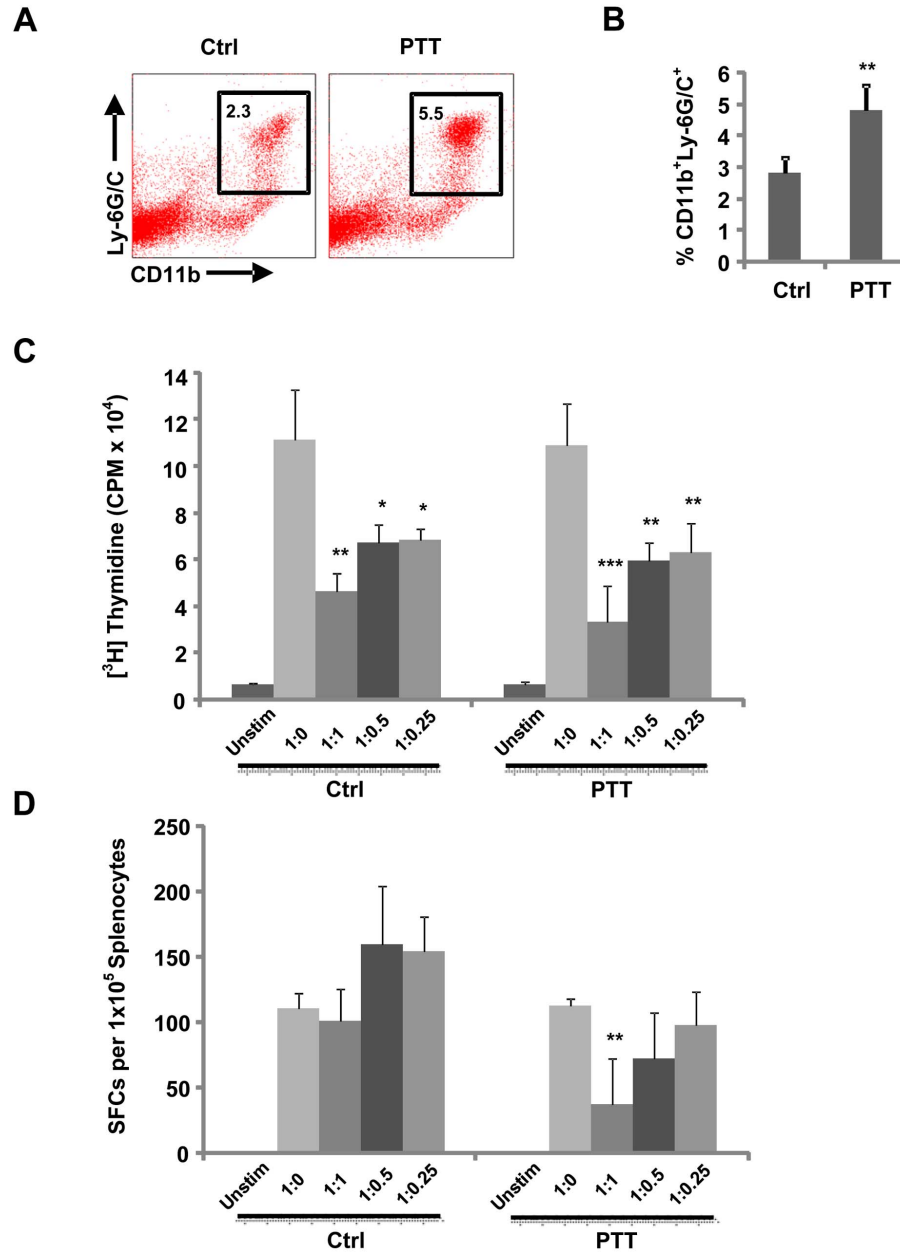 A
Ctrl
PTT
Ly-6G/C
2.3
5.5
CD11b
B
% CD11b⁺Ly-6G/C⁺
6
5
4
3
2
1
0
**
Ctrl
PTT
C
[³H] Thymidine (CPM x 10⁴)
14
12
10
8
6
4
2
0
** * *
*** ** **
Unstim 1:0 1:1 1:0.5 1:0.25
Unstim 1:0 1:1 1:0.5 1:0.25
Ctrl
PTT
D
SFCs per 1x10⁵ Splenocytes
250
200
150
100
50
0
**
Unstim 1:0 1:1 1:0.5 1:0.25
Unstim 1:0 1:1 1:0.5 1:0.25
Ctrl
PTT